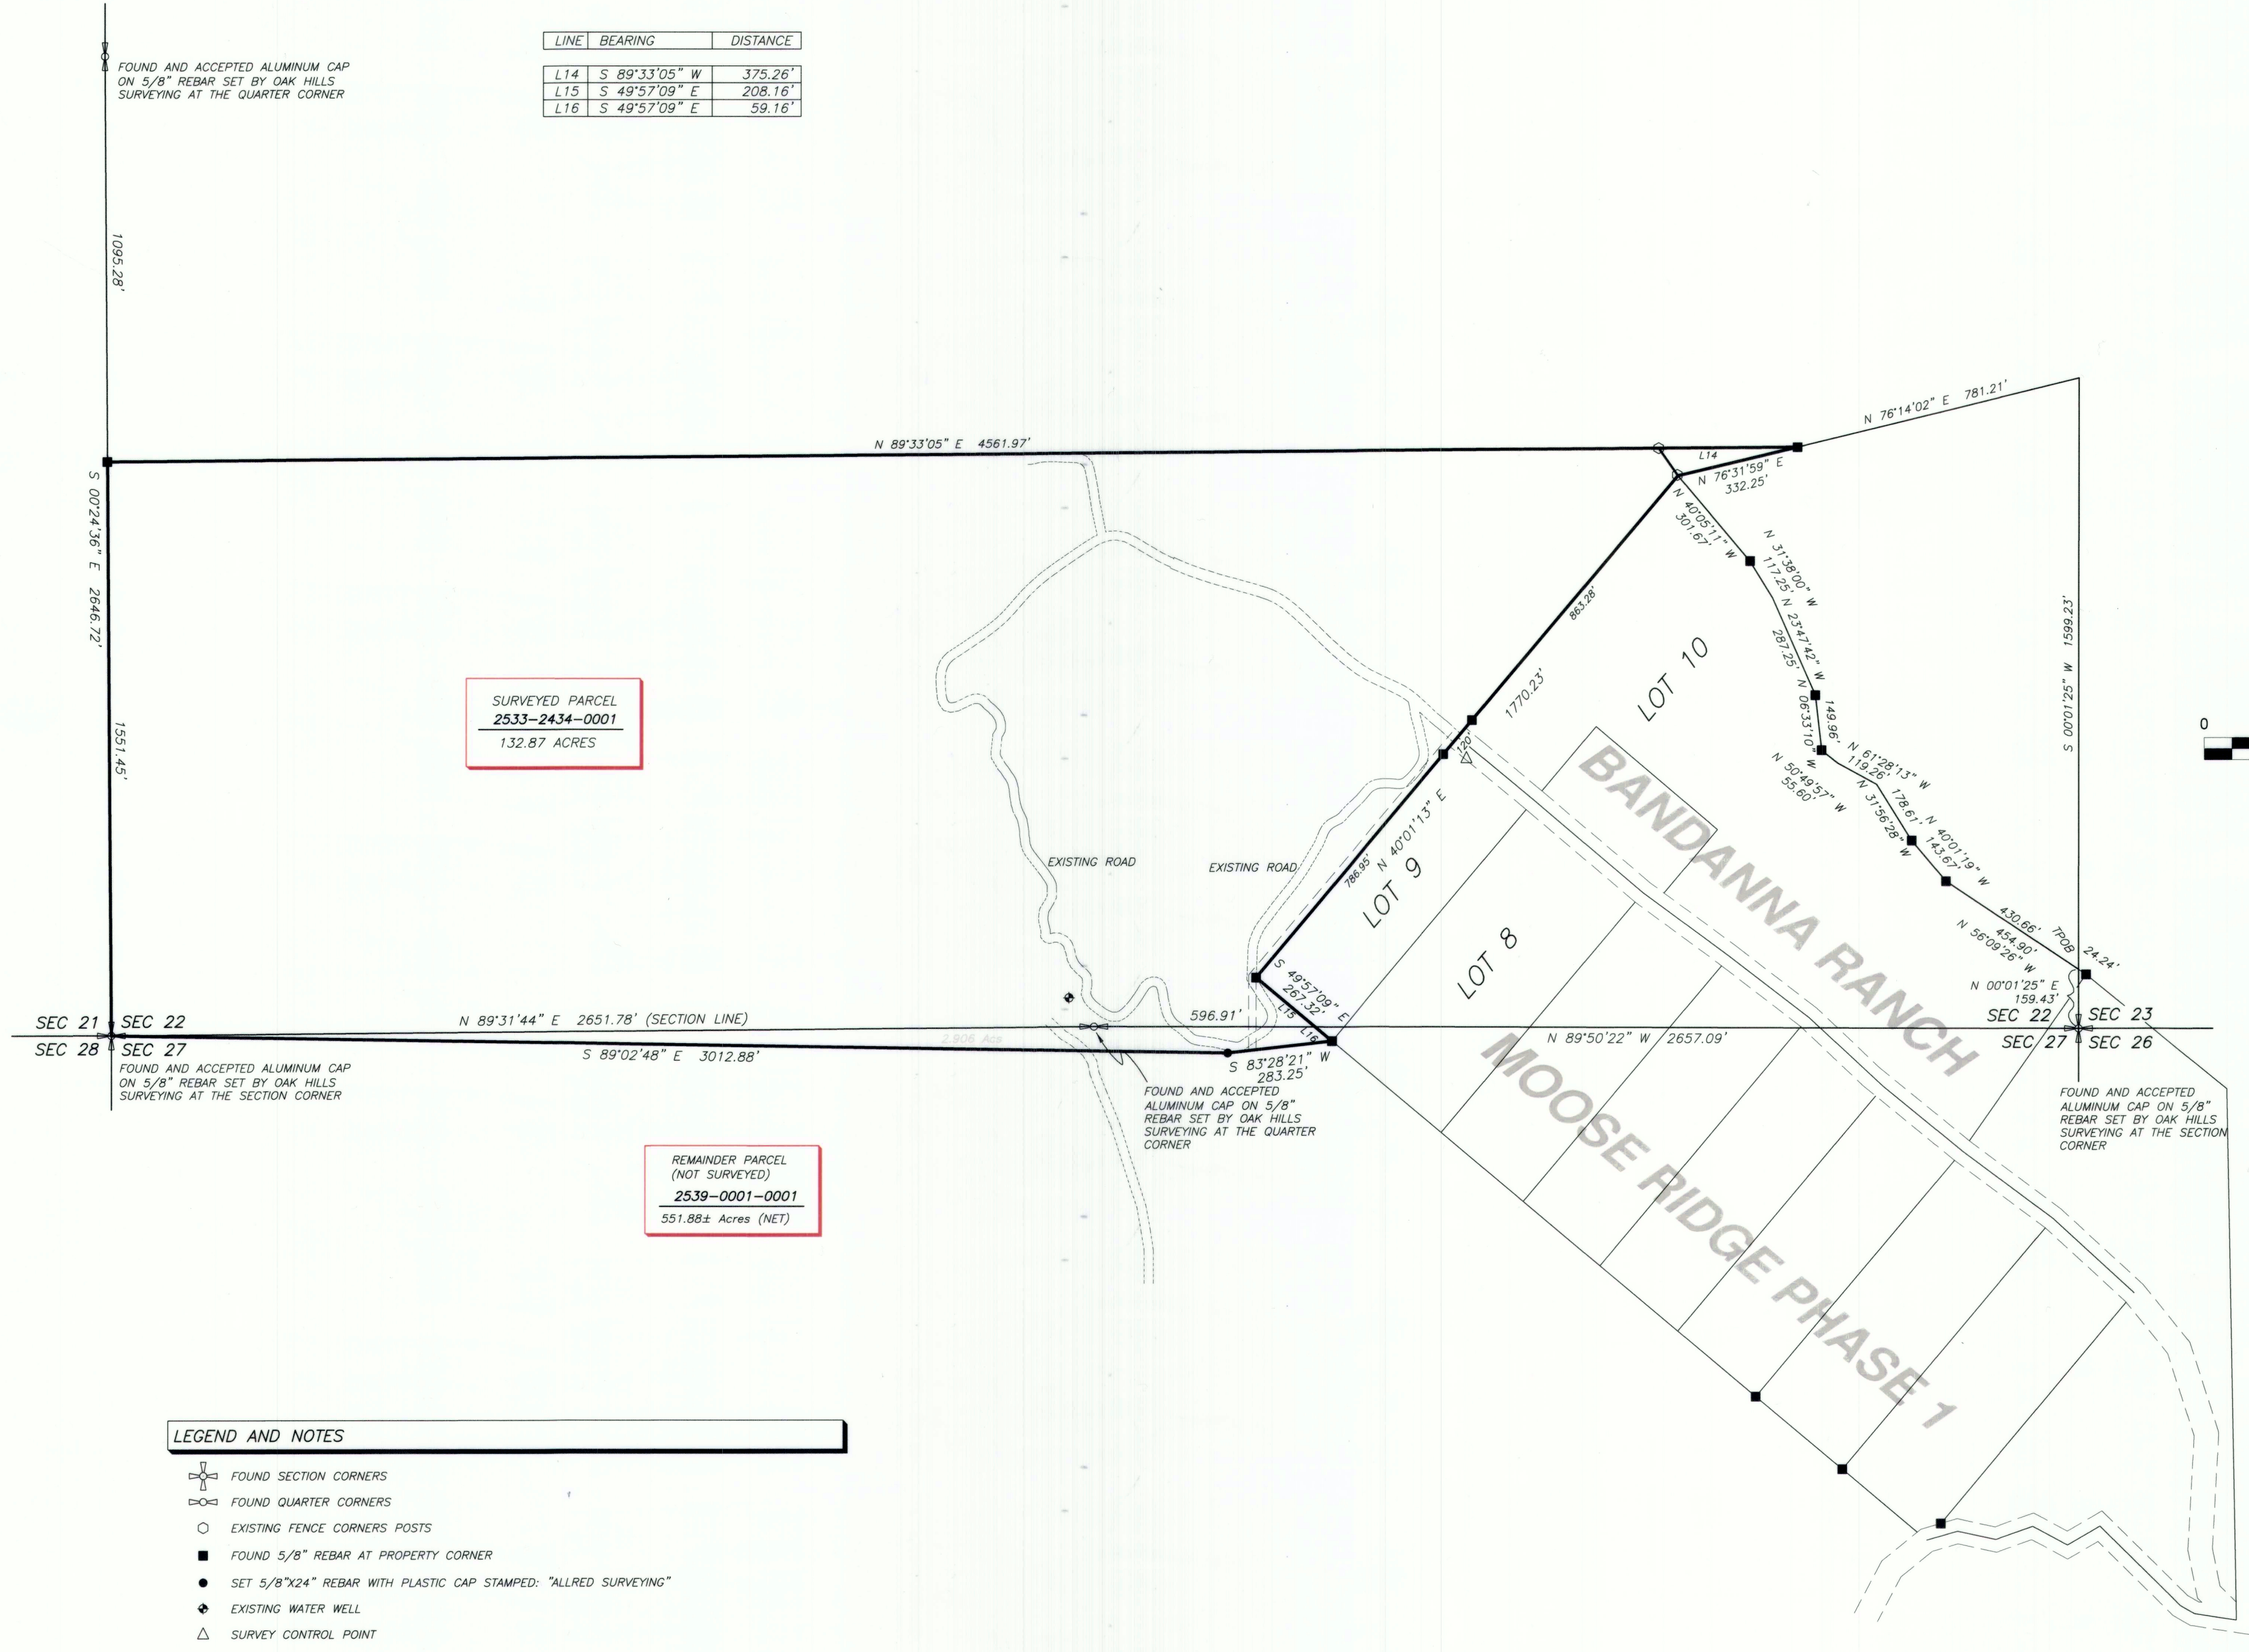 LINE BEARING DISTANCE
L14 S 89°33'05" W 375.26'
L15 S 49°57'09" E 208.16'
L16 S 49°57'09" E 59.16'
FOUND AND ACCEPTED ALUMINUM CAP
ON 5/8" REBAR SET BY OAK HILLS
SURVEYING AT THE QUARTER CORNER
1095.28'
N 76°14'02" E 781.21'
N 89°33'05" E 4561.97'
L14
N 76°31'59" E
332.25'
S 00°24'36" E 2646.72'
N 40°05'11" W
301.67'
N 31°38'00" W
117.25'
N 23°47'42" W
287.25'
863.28'
S 00°01'25" W 1599.23'
LOT 10
1770.23'
SURVEYED PARCEL
2533-2434-0001
132.87 ACRES
N 06°33'10" W
149.96'
0
1551.45'
120'
N 61°28'13" W
119.26'
N 50°49'57" W
55.60'
178.61'
N 31°56'28" W
N 40°01'19" W
143.67'
BANDANNA RANCH
EXISTING ROAD
EXISTING ROAD
786.95'
N 40°01'13" E
LOT 9
LOT 8
430.66'
454.90'
N 56°09'26" W
TPOB
24.24'
S 49°57'09" E
267.32'
L15
L16
N 00°01'25" E
159.43'
SEC 21
SEC 22
SEC 28
SEC 27
N 89°31'44" E 2651.78' (SECTION LINE)
596.91'
2.906 Acs
S 89°02'48" E 3012.88'
S 83°28'21" W
283.25'
N 89°50'22" W 2657.09'
SEC 22
SEC 23
SEC 27
SEC 26
FOUND AND ACCEPTED ALUMINUM CAP
ON 5/8" REBAR SET BY OAK HILLS
SURVEYING AT THE SECTION CORNER
FOUND AND ACCEPTED
ALUMINUM CAP ON 5/8"
REBAR SET BY OAK HILLS
SURVEYING AT THE QUARTER
CORNER
FOUND AND ACCEPTED
ALUMINUM CAP ON 5/8"
REBAR SET BY OAK HILLS
SURVEYING AT THE SECTION
CORNER
MOOSE RIDGE PHASE 1
REMAINDER PARCEL
(NOT SURVEYED)
2539-0001-0001
551.88± Acres (NET)
LEGEND AND NOTES
FOUND SECTION CORNERS
FOUND QUARTER CORNERS
EXISTING FENCE CORNERS POSTS
FOUND 5/8" REBAR AT PROPERTY CORNER
SET 5/8"X24" REBAR WITH PLASTIC CAP STAMPED: "ALLRED SURVEYING"
EXISTING WATER WELL
SURVEY CONTROL POINT